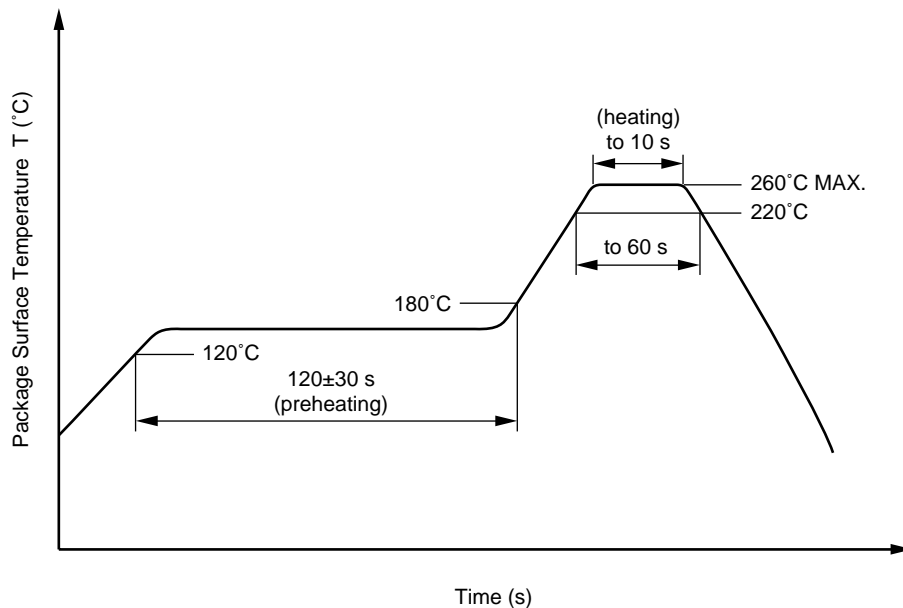 Package Surface Temperature T (˚C)
(heating)
to 10 s
260˚C MAX.
220˚C
to 60 s
180˚C
120˚C
120±30 s
(preheating)
Time (s)